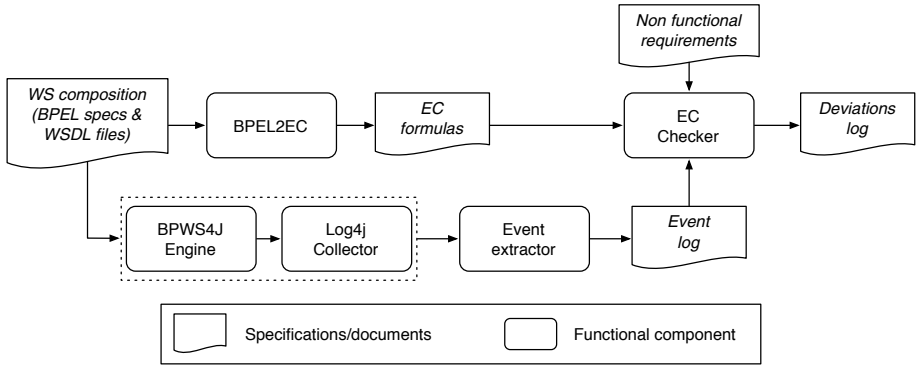 Non functional
requirements
WS composition
(BPEL specs &
WSDL files)
BPEL2EC
EC
formulas
EC
Checker
Deviations
log
BPWS4J
Engine
Log4j
Collector
Event
extractor
Event
log
Specifications/documents
Functional component